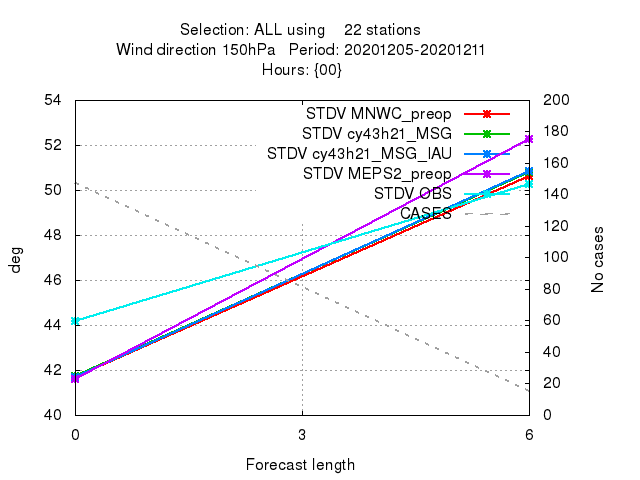 Selection: ALL using    22 stations
Wind direction 150hPa   Period: 20201205-20201211
Hours: {00}
54 200
STDV MNWC_preop
180
52 STDV cy43h21_MSG
160
STDV cy43h21_MSG_IAU
STDV MEPS2_preop
50 140
STDV OBS
CASES
120
48
deg
100
No cases
46
80
60
44
40
42
20
40 0
0 3 6
Forecast length